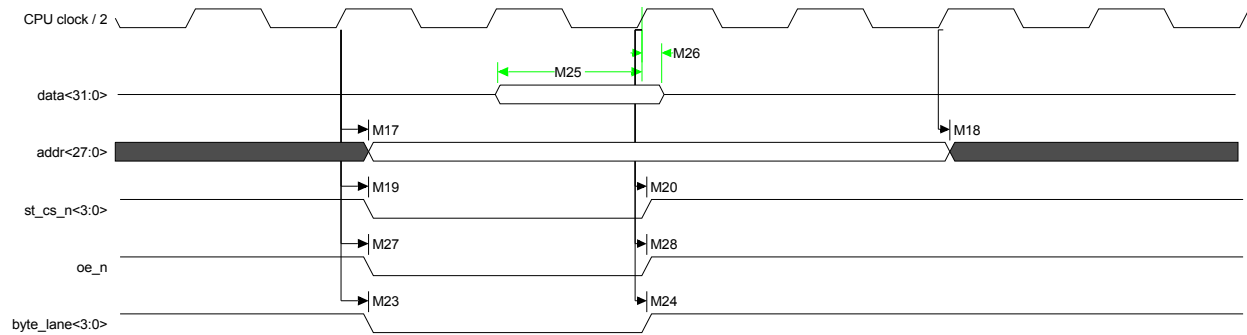 CPU clock / 2
M26
M25
data<31:0>
M17 M18
addr<27:0>
M19 M20
st_cs_n<3:0>
M27 M28
oe_n
M23 M24
byte_lane<3:0>